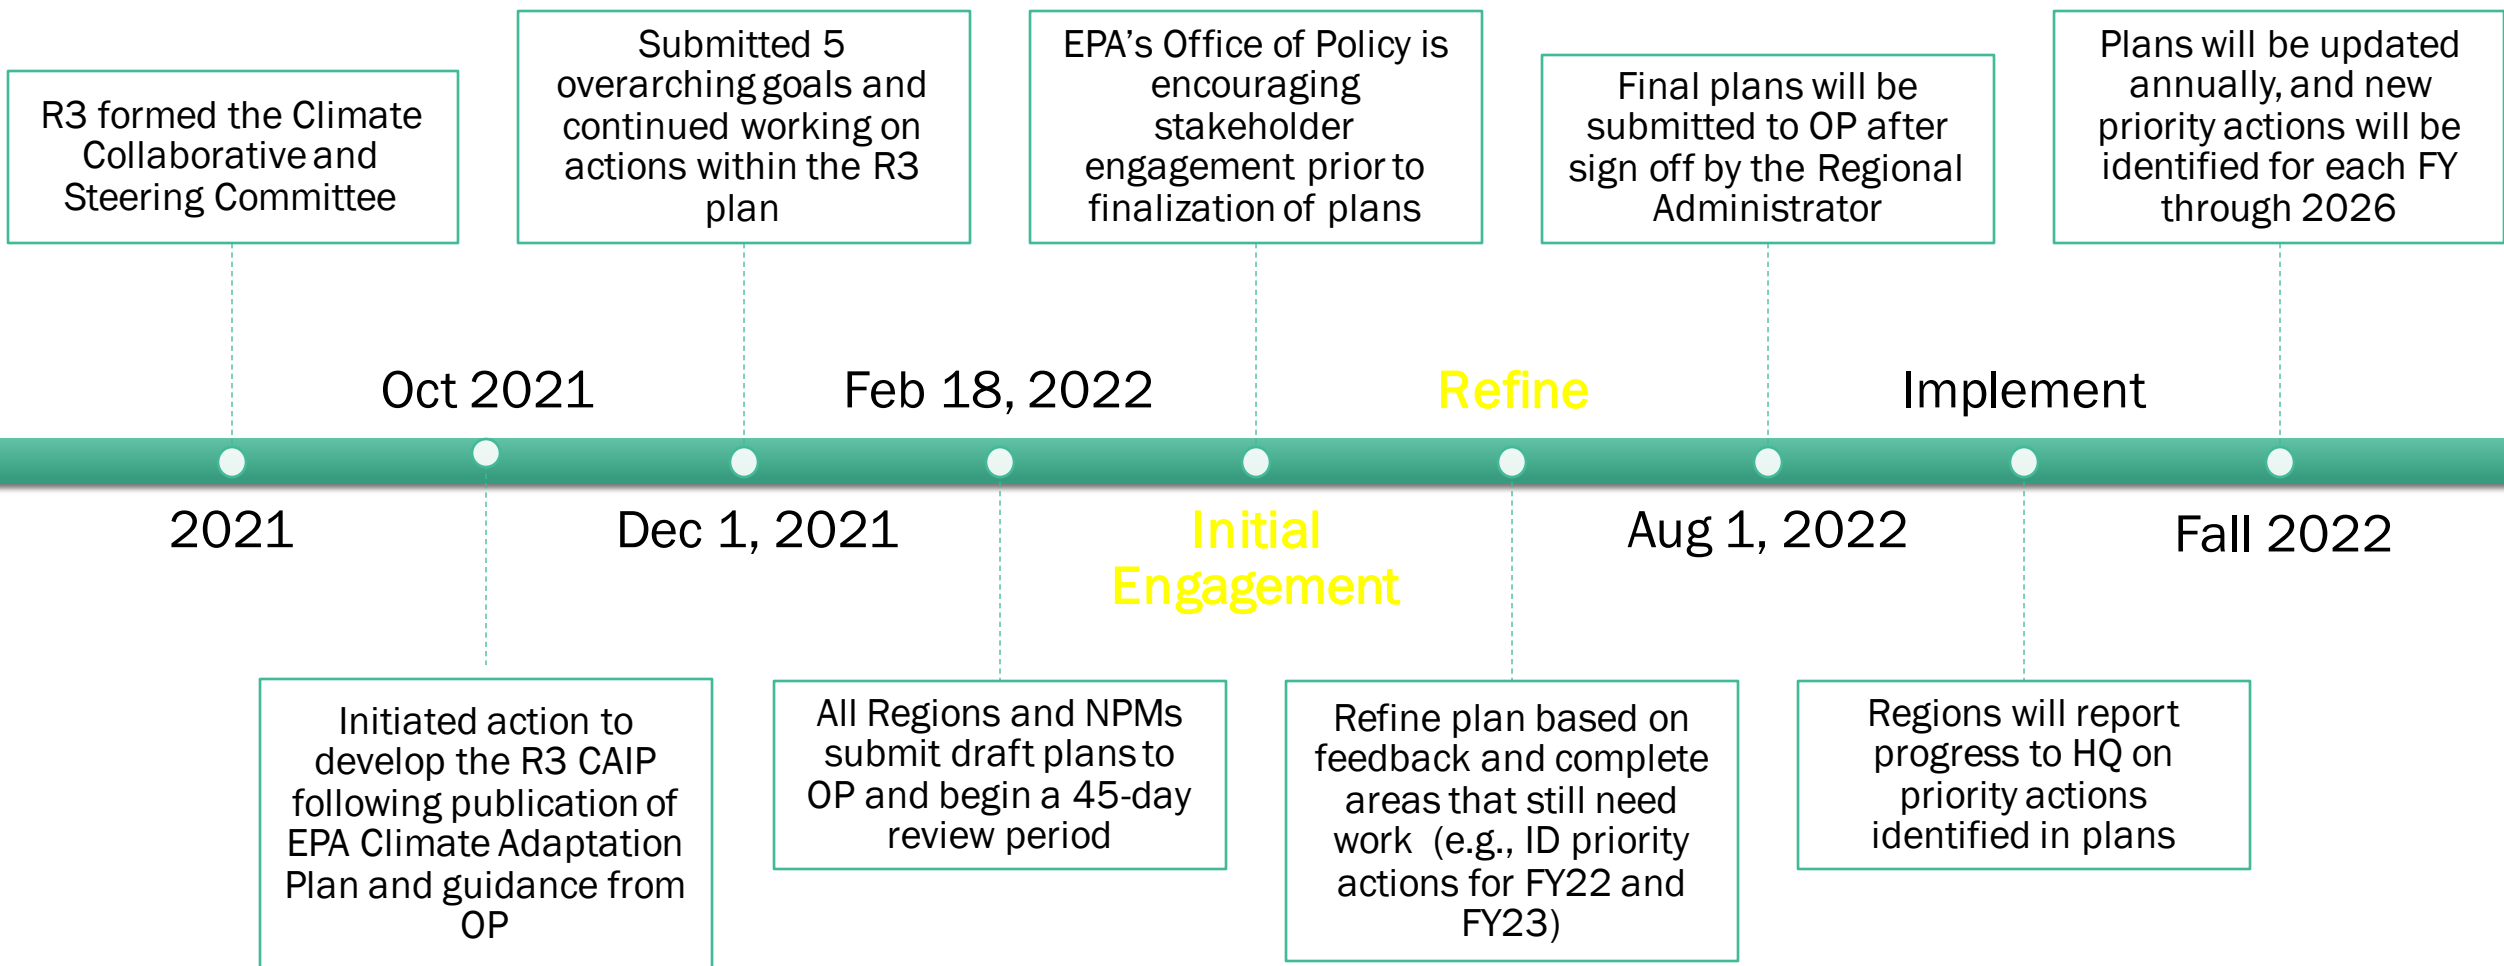 R3 formed the Climate
Collaborative and
Steering Committee
Submitted 5
overarching goals and
continued working on
actions within the R3
plan
EPA’s Office of Policy is
encouraging
stakeholder
engagement prior to
finalization of plans
Final plans will be
submitted to OP after
sign off by the Regional
Administrator
Plans will be updated
annually, and new
priority actions will be
identified for each FY
through 2026
Oct 2021
Feb 18, 2022
Refine
Implement
2021
Dec 1, 2021
Initial
Engagement
Aug 1, 2022
Fall 2022
Initiated action to
develop the R3 CAIP
following publication of
EPA Climate Adaptation
Plan and guidance from
OP
All Regions and NPMs
submit draft plans to
OP and begin a 45-day
review period
Refine plan based on
feedback and complete
areas that still need
work (e.g., ID priority
actions for FY22 and
FY23)
Regions will report
progress to HQ on
priority actions
identified in plans